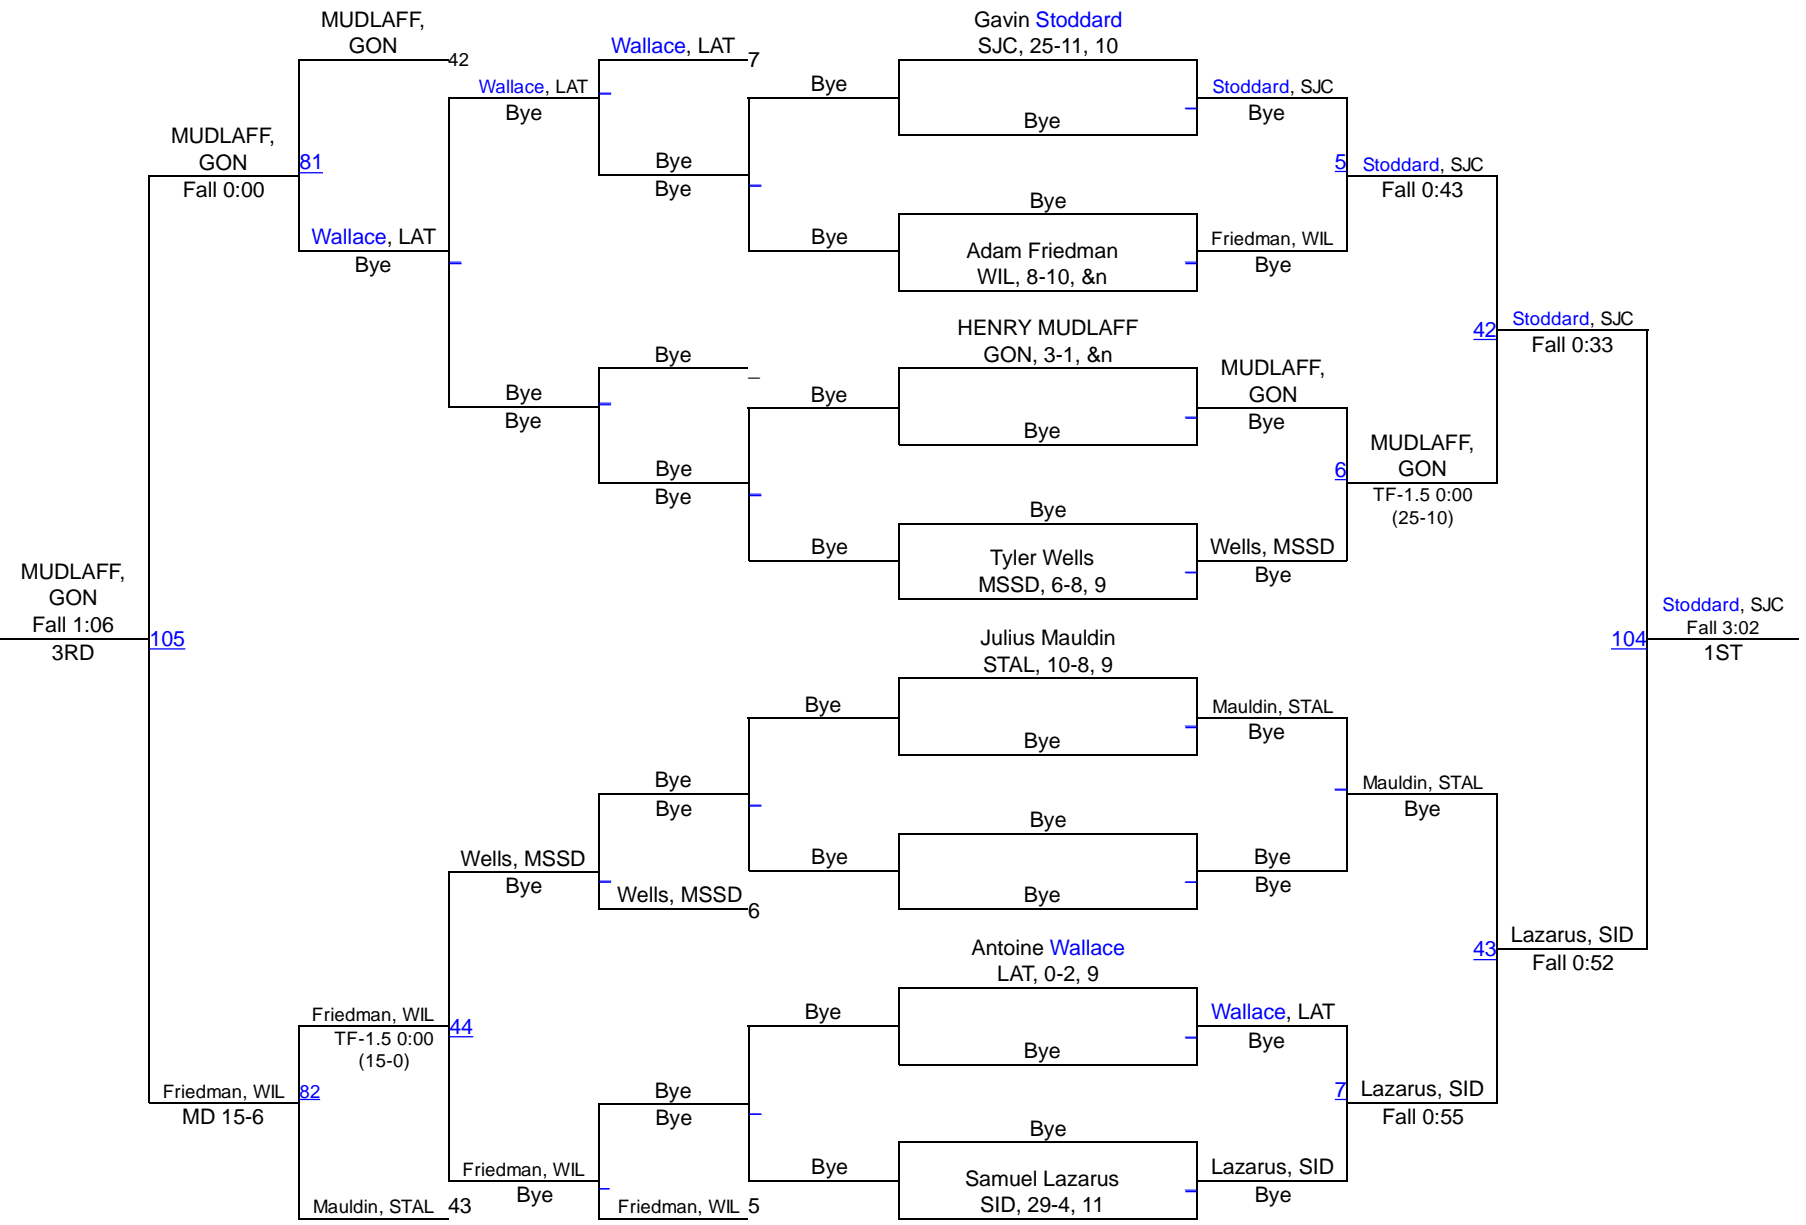 MUDLAFF,
GON
42
MUDLAFF,
GON
81
Fall 0:00
Wallace, LAT
Bye
Wallace, LAT
Bye
Wallace, LAT
7
Bye
Bye
Bye
Bye
Bye
Bye
Bye
_
Bye
Bye
Bye
Bye
MUDLAFF,
GON
Fall 1:06
3RD
105
Friedman, WIL
82
MD 15-6
Friedman, WIL
TF-1.5 0:00
(15-0)
44
Mauldin, STAL 43
Wells, MSSD
Bye
Bye
Bye
Wells, MSSD
6
Bye
Bye
Friedman, WIL
Bye
Bye
Bye
Friedman, WIL 5
Bye
Bye
Gavin Stoddard
SJC, 25-11, 10
Bye
Bye
Adam Friedman
WIL, 8-10, &n
HENRY MUDLAFF
GON, 3-1, &n
Bye
Bye
Tyler Wells
MSSD, 6-8, 9
Julius Mauldin
STAL, 10-8, 9
Bye
Bye
Bye
Antoine Wallace
LAT, 0-2, 9
Bye
Bye
Samuel Lazarus
SID, 29-4, 11
Stoddard, SJC
Bye
5
Friedman, WIL
Bye
MUDLAFF,
GON
Bye
6
Wells, MSSD
Bye
Mauldin, STAL
Bye
Bye
Bye
Wallace, LAT
Bye
7
Lazarus, SID
Bye
Stoddard, SJC
Fall 0:43
42
MUDLAFF,
GON
TF-1.5 0:00
(25-10)
Mauldin, STAL
Bye
43
Lazarus, SID
Fall 0:55
Stoddard, SJC
Fall 0:33
104
Lazarus, SID
Fall 0:52
Stoddard, SJC
Fall 3:02
1ST